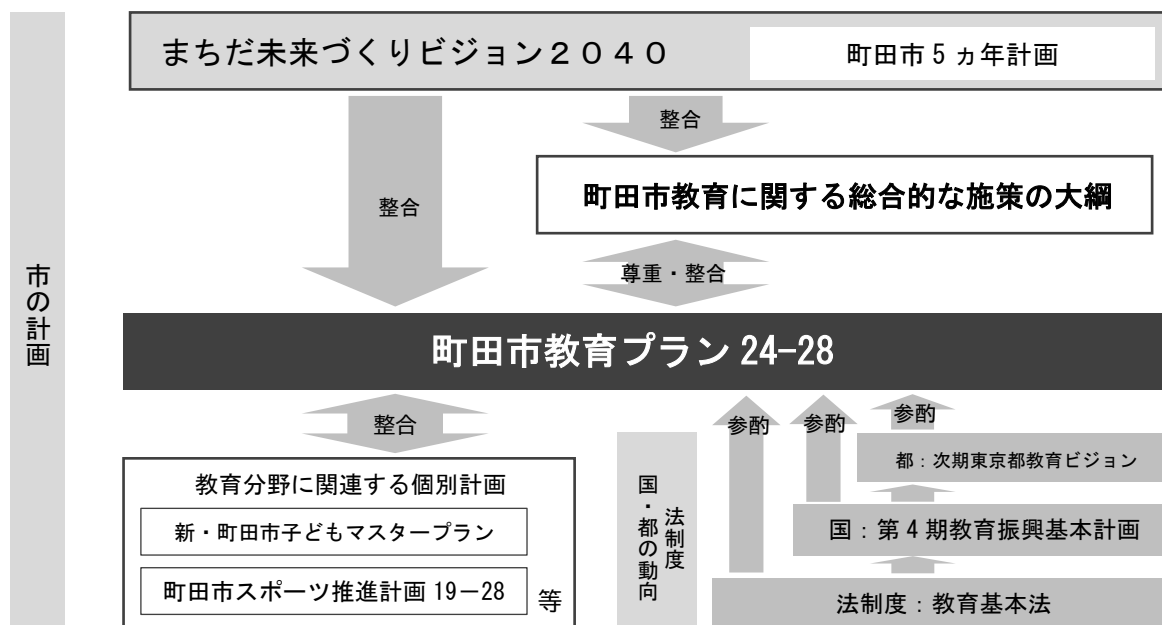 まちだ未来づくりビジョン２０４０
町田市5ヵ年計画
整合
整合
町田市教育に関する総合的な施策の大綱
尊重・整合
市の計画
町田市教育プラン 24-28
整合
教育分野に関連する個別計画
新・町田市子どもマスタープラン
町田市スポーツ推進計画 19－28
等
法制度
国・都の動向
参酌
参酌
参酌
都：次期東京都教育ビジョン
国：第4期教育振興基本計画
法制度：教育基本法